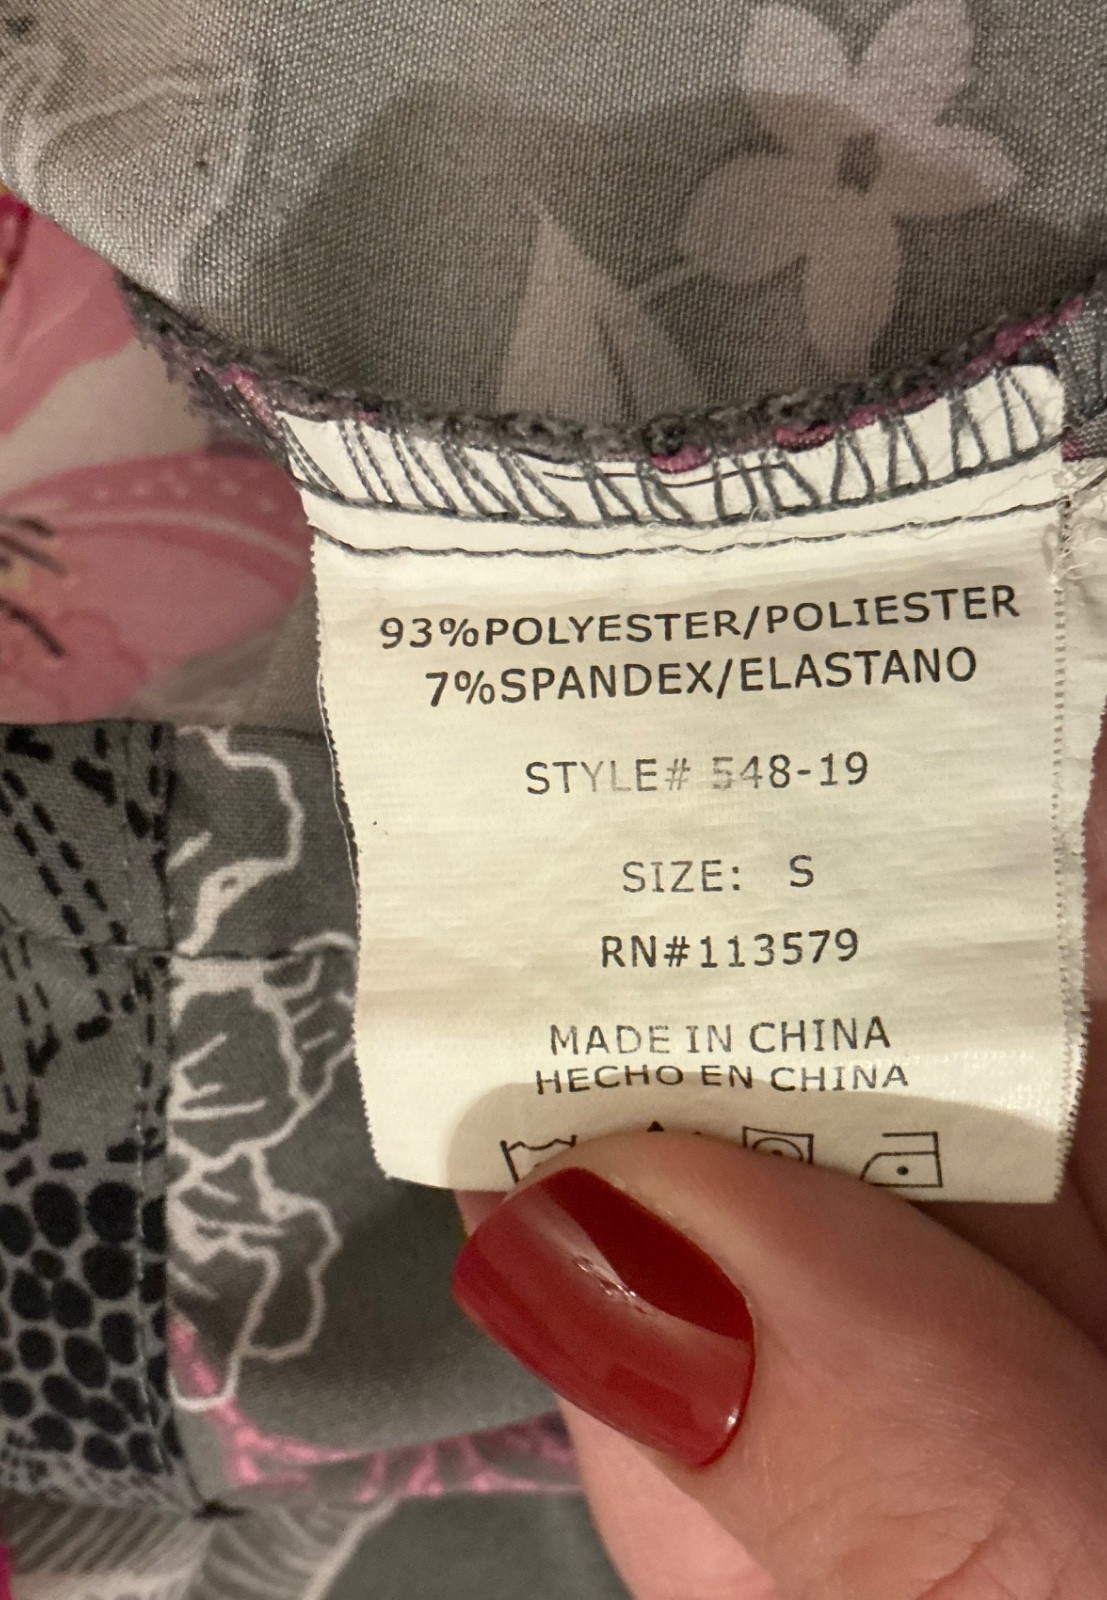 93%POLYESTER/POLIESTER
7%SPANDEX/ELASTANO
STYLE# 548-19
SIZE: S
RN#113579
MADE IN CHINA
HECHO EN CHINA